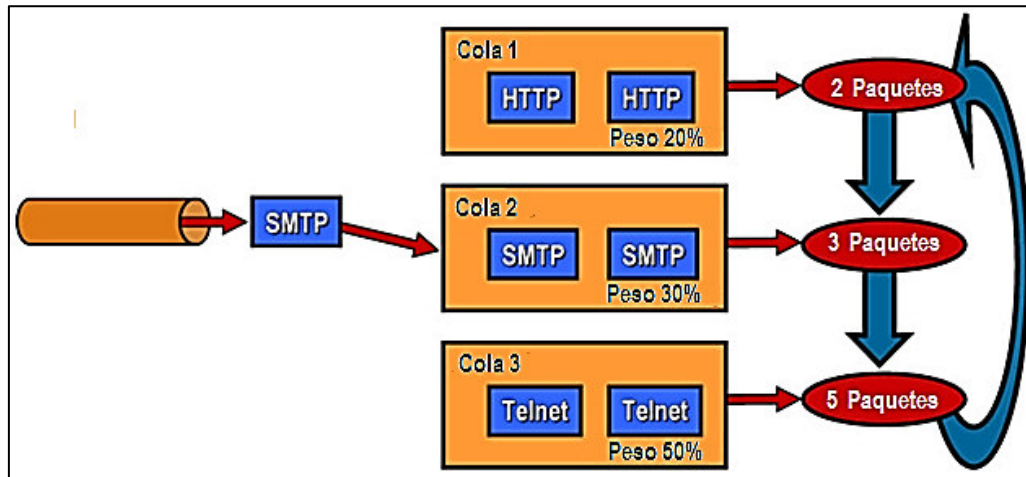 Cola 1
HTTP HTTP
Peso 20%
2 Paquetes
SMTP
Cola 2
SMTP SMTP
Peso 30%
3 Paquetes
Cola 3
Telnet Telnet
Peso 50%
5 Paquetes